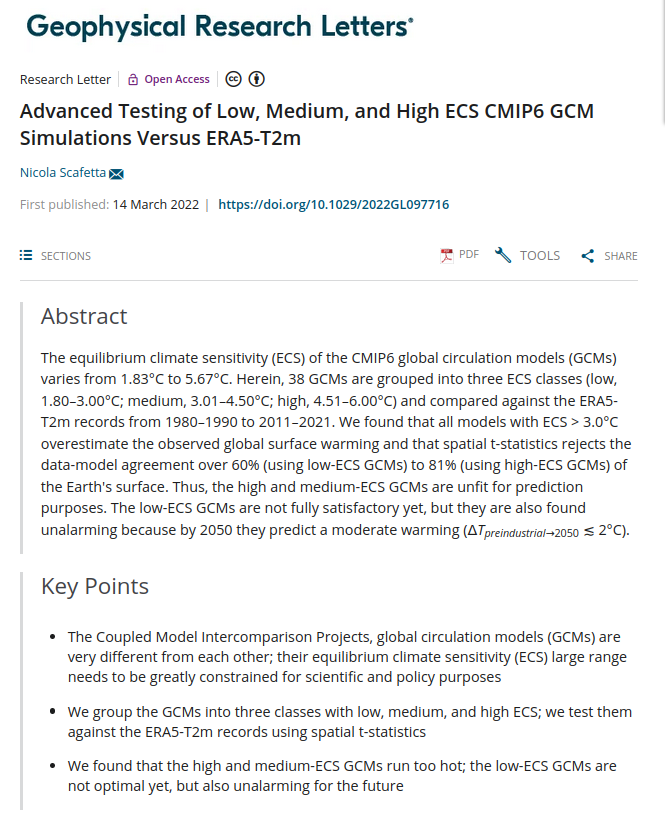 Geophysical Research Letters®
Research Letter
Open Access
Advanced Testing of Low, Medium, and High ECS CMIP6 GCM
Simulations Versus ERA5-T2m
Nicola Scafetta
First published: 14 March 2022 | https://doi.org/10.1029/2022GL097716
SECTIONS
PDF
TOOLS
SHARE
Abstract
The equilibrium climate sensitivity (ECS) of the CMIP6 global circulation models (GCMs)
varies from 1.83°C to 5.67°C. Herein, 38 GCMs are grouped into three ECS classes (low,
1.80–3.00°C; medium, 3.01–4.50°C; high, 4.51–6.00°C) and compared against the ERA5-
T2m records from 1980–1990 to 2011–2021. We found that all models with ECS > 3.0°C
overestimate the observed global surface warming and that spatial t-statistics rejects the
data-model agreement over 60% (using low-ECS GCMs) to 81% (using high-ECS GCMs) of
the Earth's surface. Thus, the high and medium-ECS GCMs are unfit for prediction
purposes. The low-ECS GCMs are not fully satisfactory yet, but they are also found
unalarming because by 2050 they predict a moderate warming (ΔTpreindustrial→2050 ≲ 2°C).
Key Points
• The Coupled Model Intercomparison Projects, global circulation models (GCMs) are
very different from each other; their equilibrium climate sensitivity (ECS) large range
needs to be greatly constrained for scientific and policy purposes
• We group the GCMs into three classes with low, medium, and high ECS; we test them
against the ERA5-T2m records using spatial t-statistics
• We found that the high and medium-ECS GCMs run too hot; the low-ECS GCMs are
not optimal yet, but also unalarming for the future